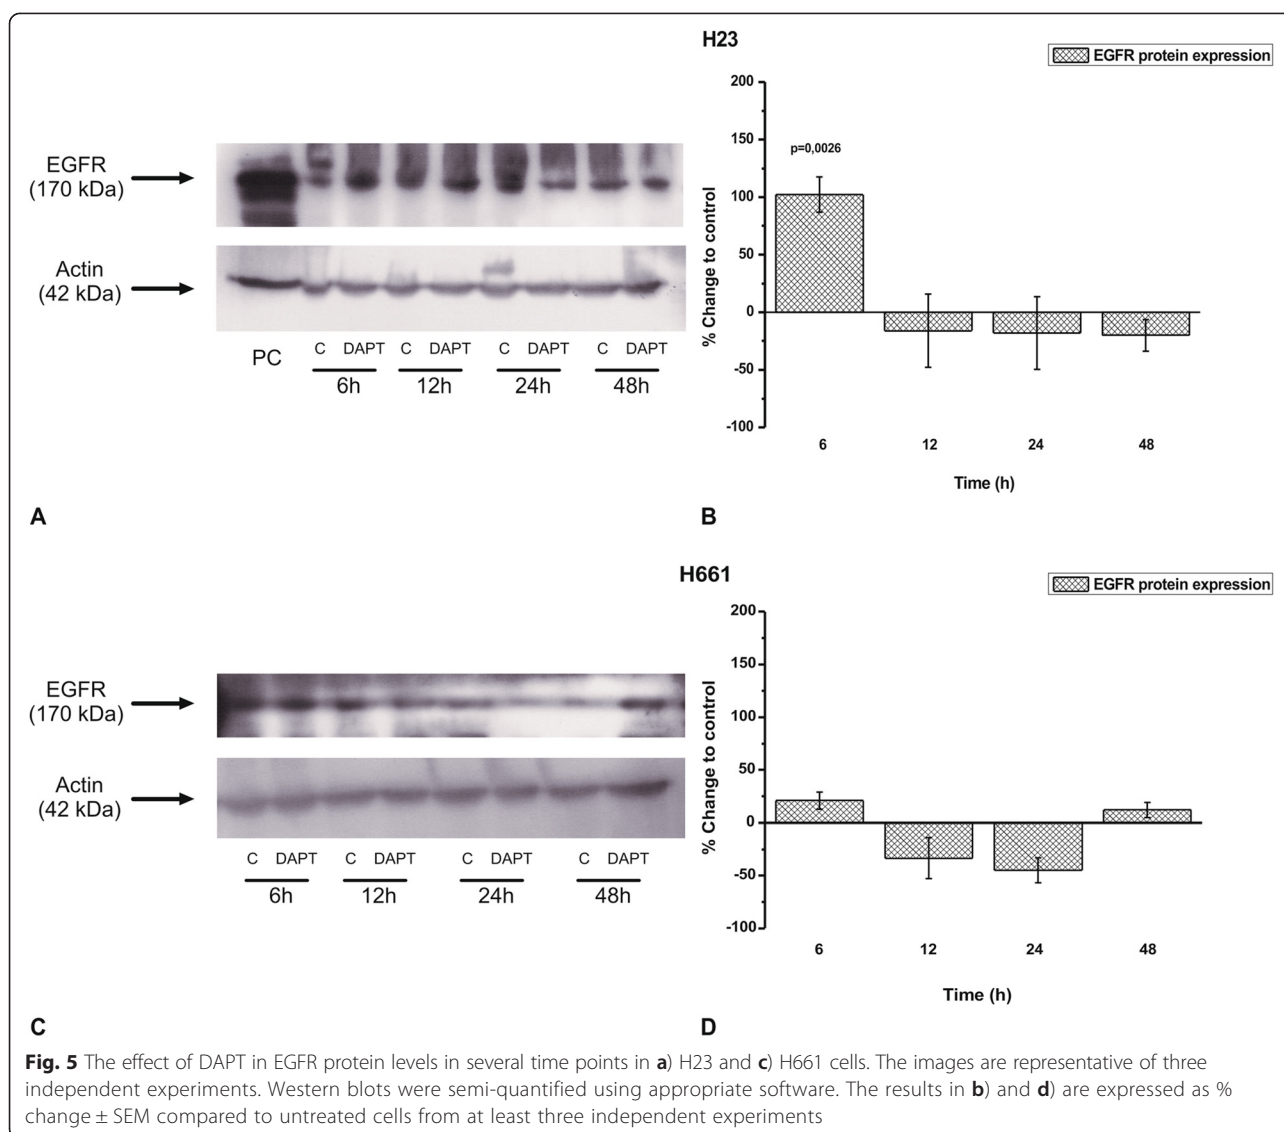 H23
EGFR protein expression
EGFR
(170 kDa)
Actin
(42 kDa)
PC
C DAPT C DAPT C DAPT C DAPT
6h 12h 24h 48h
200
150
100
50
0
-50
-100
p=0,0026
% Change to control
6 12 24 48
Time (h)
A
B
H661
EGFR protein expression
EGFR
(170 kDa)
Actin
(42 kDa)
C DAPT C DAPT C DAPT C DAPT
6h 12h 24h 48h
200
150
100
50
0
-50
-100
% Change to control
6 12 24 48
Time (h)
C
D
Fig. 5 The effect of DAPT in EGFR protein levels in several time points in a) H23 and c) H661 cells. The images are representative of three
independent experiments. Western blots were semi-quantified using appropriate software. The results in b) and d) are expressed as %
change ± SEM compared to untreated cells from at least three independent experiments